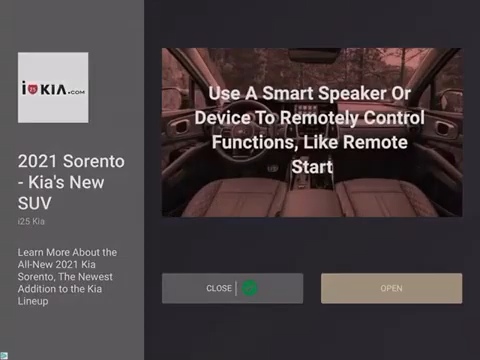 i 25 KIA.COM
2021 Sorento
- Kia's New
SUV
i25 Kia
Learn More About the
All-New 2021 Kia
Sorento, The Newest
Addition to the Kia
Lineup
Use A Smart Speaker Or
Device To Remotely Control
Functions, Like Remote
Start
CLOSE
OPEN